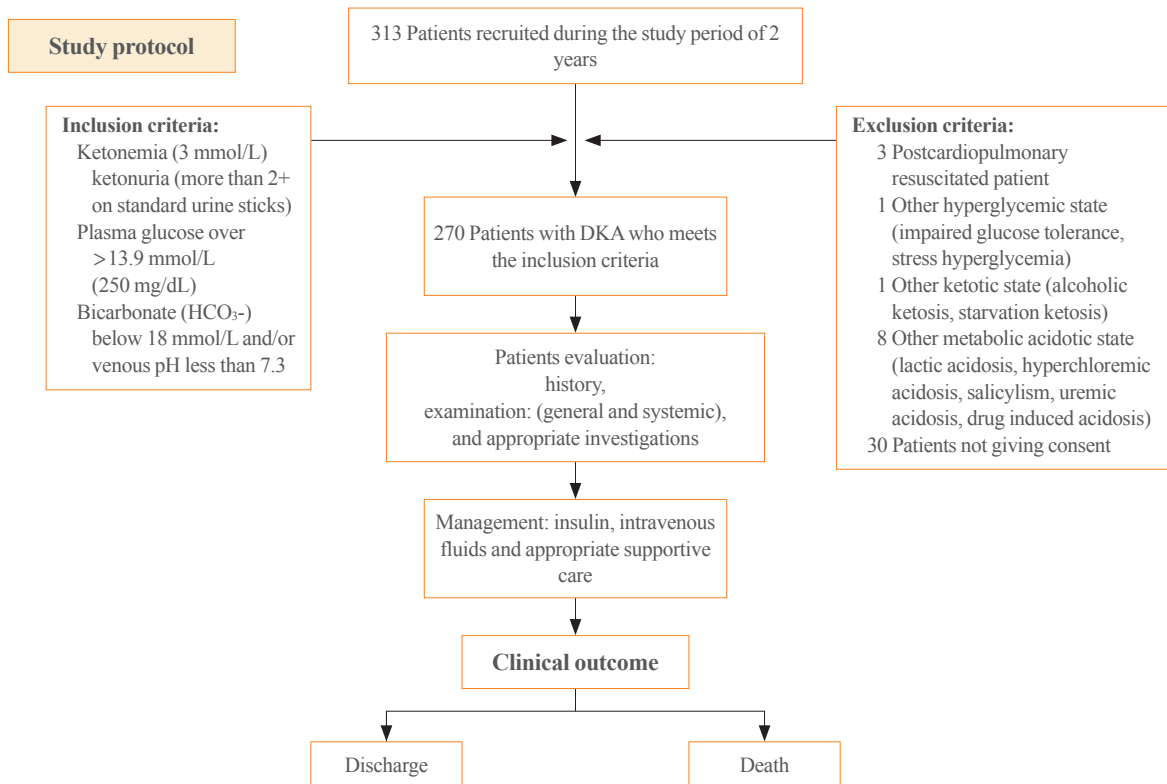 Study protocol
313 Patients recruited during the study period of 2
years
Inclusion criteria:
Ketonemia (3 mmol/L)
ketonuria (more than 2+
on standard urine sticks)
Plasma glucose over
>13.9 mmol/L
(250 mg/dL)
Bicarbonate (HCO₃-)
below 18 mmol/L and/or
venous pH less than 7.3
Exclusion criteria:
3 Postcardiopulmonary
resuscitated patient
1 Other hyperglycemic state
(impaired glucose tolerance,
stress hyperglycemia)
1 Other ketotic state (alcoholic
ketosis, starvation ketosis)
8 Other metabolic acidotic state
(lactic acidosis, hyperchloremic
acidosis, salicylism, uremic
acidosis, drug induced acidosis)
30 Patients not giving consent
270 Patients with DKA who meets
the inclusion criteria
Patients evaluation:
history,
examination: (general and systemic),
and appropriate investigations
Management: insulin, intravenous
fluids and appropriate supportive
care
Clinical outcome
Discharge
Death